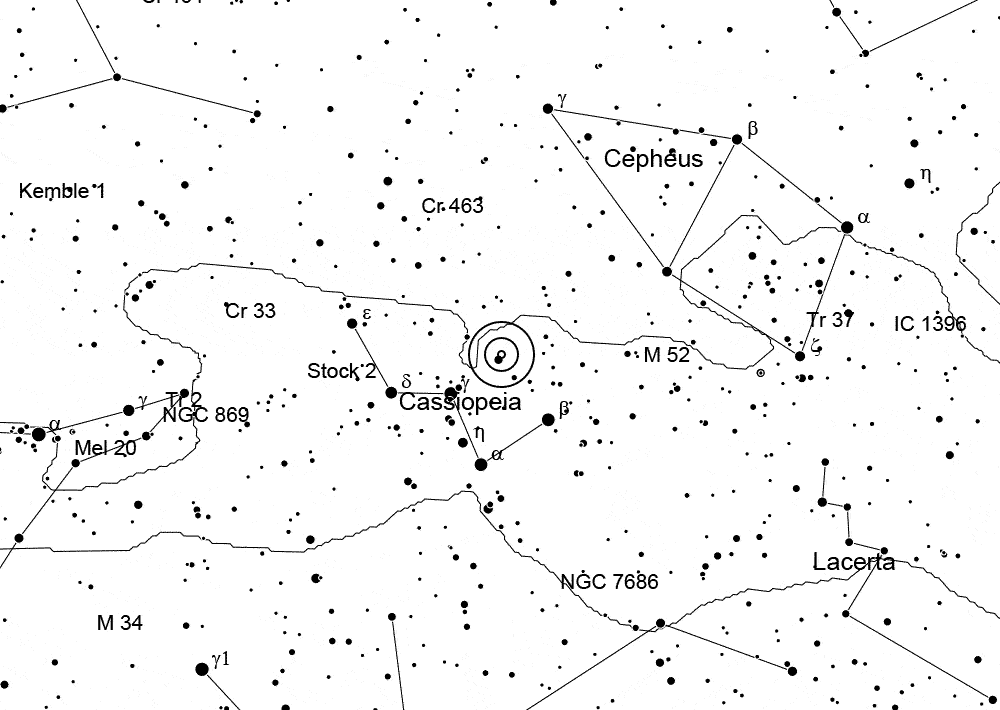 γ
β
Cepheus
η
Kemble 1
Cr 463
α
Cr 33
ε
Tr 37
IC 1396
ζ
M 52
Stock 2
δ
γ
Cassiopeia
β
γ
Tr 2
NGC 869
α
η
Mel 20
α
Lacerta
NGC 7686
M 34
γ1